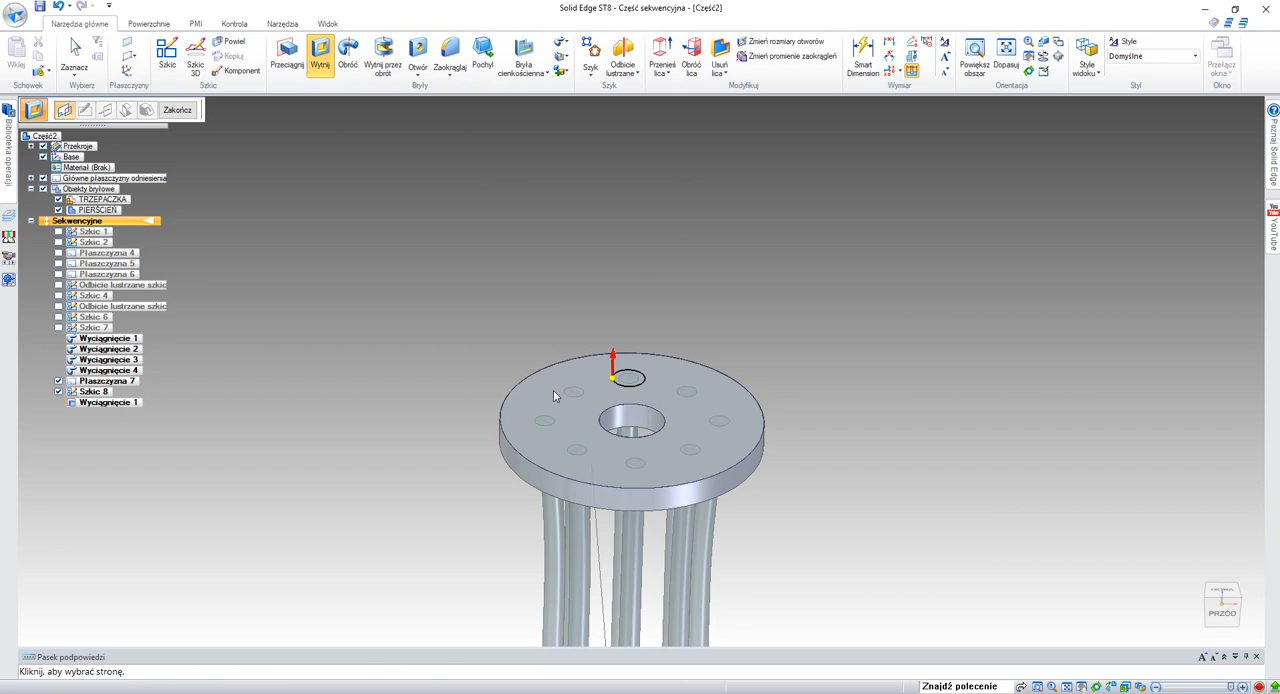 Solid Edge ST8 - Część sekwencyjna - [Część2]
Narzędzia główne
Powierzchnie
PMI
Kontrola
Narzędzia
Widok
Wklej
Kopiuj
Schowek
Zaznacz
Wybierz
Płaszczyzny
Szkic
Szkic 3D
Powiel
Komponent
Szkic
Przeciągnij
Wytnij
Obróć
Wytnij przez obrót
Otwór
Zaokrąglaj
Pochyl
Bryła cienkościenna
Bryły
Szyk
Odbicie lustrzane
Szyk
Przenieś lica
Obróć lica
Usuń lica
Zmień rozmiary otworów
Zmień promienie zaokrągleń
Modyfikuj
Smart Dimension
Wymiar
Powiększ obszar
Dopasuj
Orientacja
Style widoku
Style
Domyślne
Styl
Przełącz okna
Okno
Zakończ
Biblioteka operacji
Część2
Przekroje
Base
Materiał (Brak)
Główne płaszczyzny odniesienia
Obiekty bryłowe
TRZEPACZKA
PIERŚCIEŃ
Sekwencyjne
Szkic 1
Szkic 2
Płaszczyzna 4
Płaszczyzna 5
Płaszczyzna 6
Odbicie lustrzane szkic
Szkic 4
Odbicie lustrzane szkic
Szkic 6
Szkic 7
Wyciągnięcie 1
Wyciągnięcie 2
Wyciągnięcie 3
Wyciągnięcie 4
Płaszczyzna 7
Szkic 8
Wyciągnięcie 1
Poznaj Solid Edge
You Tube
YouTube
PRZÓD
Pasek podpowiedzi
Kliknij, aby wybrać stronę.
Znajdź polecenie